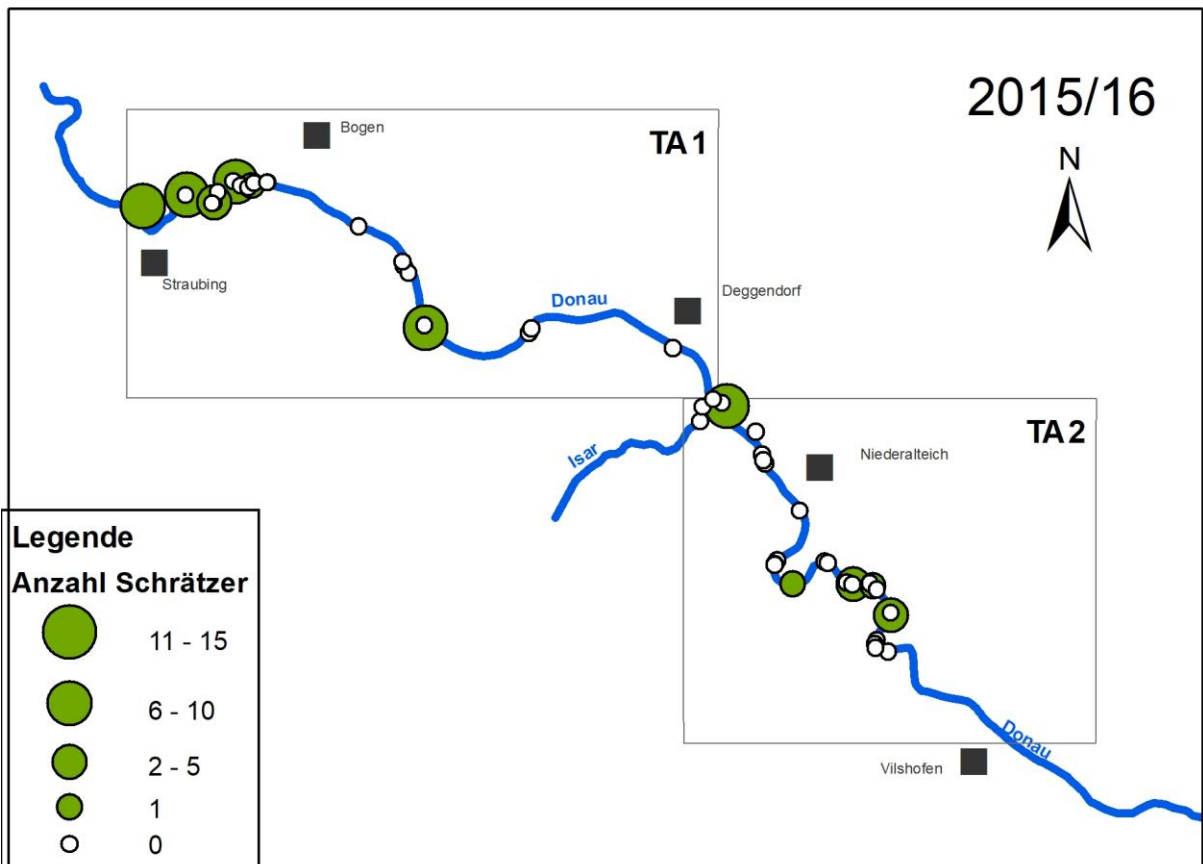 2015/16
N
Bogen
TA 1
Straubing
Donau
Deggendorf
TA 2
Isar
Niederalteich
Donau
Vilshofen
Legende
Anzahl Schrätzer
11 - 15
6 - 10
2 - 5
1
0